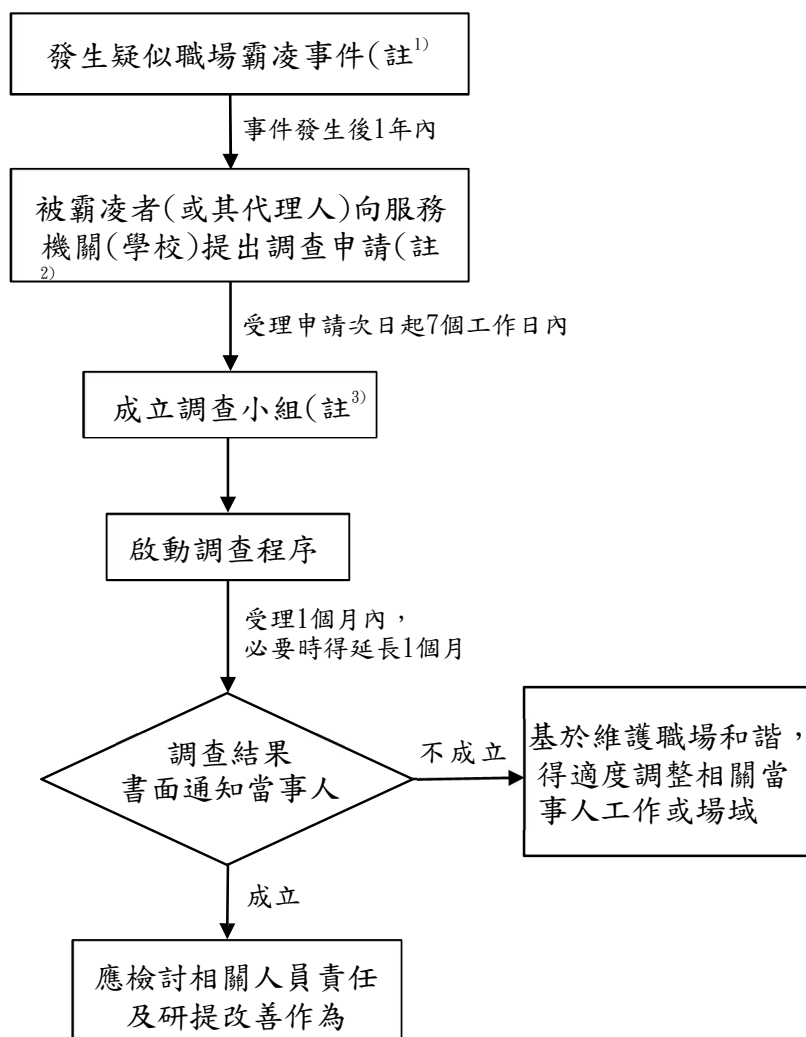 發生疑似職場霸凌事件(註1)
事件發生後1年內
被霸凌者(或其代理人)向服務
機關(學校)提出調查申請(註
2)
受理申請次日起7個工作日內
成立調查小組(註3)
啟動調查程序
受理1個月內，
必要時得延長1個月
調查結果
書面通知當事人
不成立
基於維護職場和諧，
得適度調整相關當
事人工作或場域
成立
應檢討相關人員責任
及研提改善作為